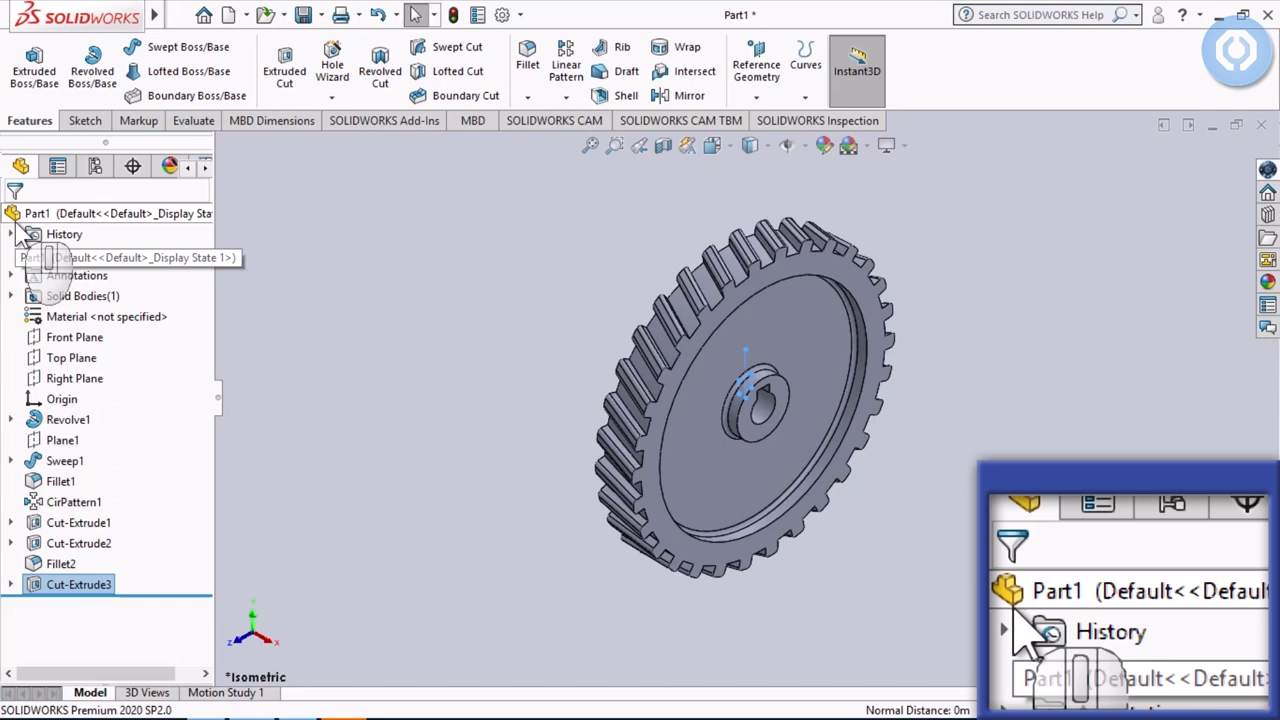 SOLIDWORKS
Part1 *
Search SOLIDWORKS Help
Extruded Boss/Base
Revolved Boss/Base
Swept Boss/Base
Lofted Boss/Base
Boundary Boss/Base
Extruded Cut
Hole Wizard
Revolved Cut
Swept Cut
Lofted Cut
Boundary Cut
Fillet
Linear Pattern
Rib
Draft
Shell
Wrap
Intersect
Mirror
Reference Geometry
Curves
Instant3D
Features
Sketch
Markup
Evaluate
MBD Dimensions
SOLIDWORKS Add-Ins
MBD
SOLIDWORKS CAM
SOLIDWORKS CAM TBM
SOLIDWORKS Inspection
Part1 (Default<<Default>_Display Sta
History
Part1 (Default<<Default>_Display State 1>)
Annotations
Solid Bodies(1)
Material <not specified>
Front Plane
Top Plane
Right Plane
Origin
Revolve1
Plane1
Sweep1
Fillet1
CirPattern1
Cut-Extrude1
Cut-Extrude2
Fillet2
Cut-Extrude3
Y
Z
X
*Isometric
Part1 (Default<<Defaul
History
Part1 (Default<<Default>
Model
3D Views
Motion Study 1
SOLIDWORKS Premium 2020 SP2.0
Normal Distance: 0m